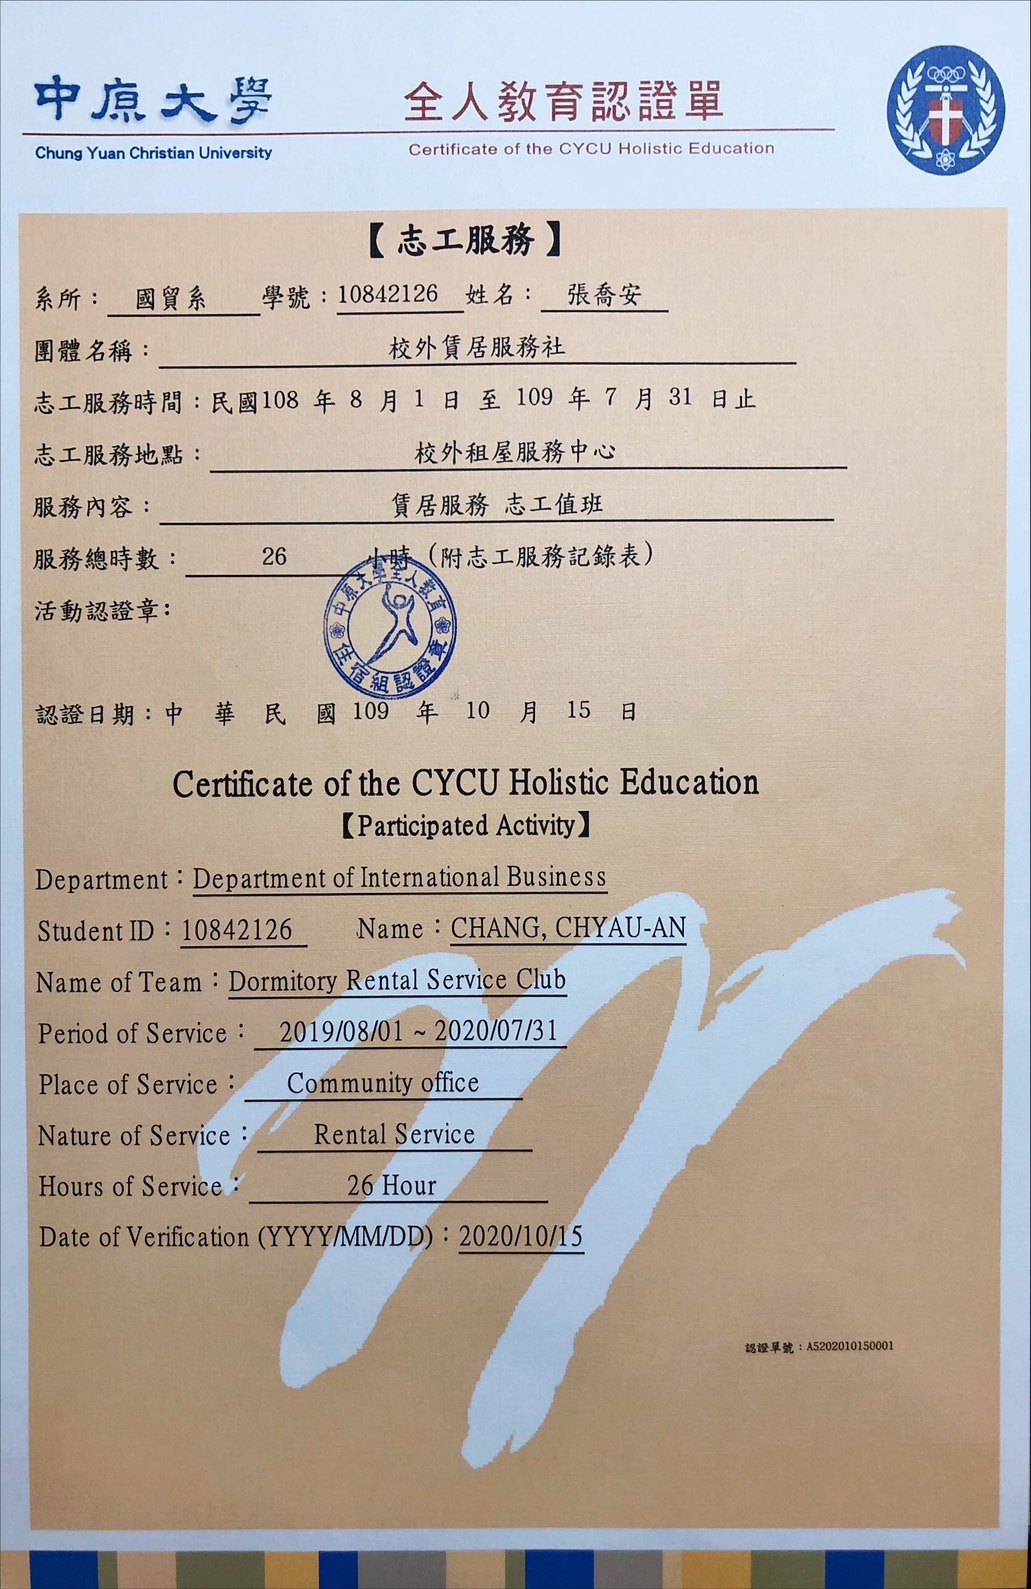 中原大學 全人教育認證單
Chung Yuan Christian University Certificate of the CYCU Holistic Education
【志工服務】
系所：國貿系 學號：10842126 姓名：張喬安
團體名稱：校外賃居服務社
志工服務時間：民國108 年 8 月 1 日 至 109 年 7 月 31 日止
志工服務地點：校外租屋服務中心
服務內容：賃居服務 志工值班
服務總時數：26 小時（附志工服務記錄表）
活動認證章：
中原大學全人教育
住宿組認證章
認證日期：中 華 民 國 109 年 10 月 15 日
Certificate of the CYCU Holistic Education
【Participated Activity】
Department：Department of International Business
Student ID：10842126 Name：CHANG, CHYAU-AN
Name of Team：Dormitory Rental Service Club
Period of Service：2019/08/01 ~ 2020/07/31
Place of Service：Community office
Nature of Service：Rental Service
Hours of Service：26 Hour
Date of Verification (YYYY/MM/DD)：2020/10/15
認證單號：A5202010150001